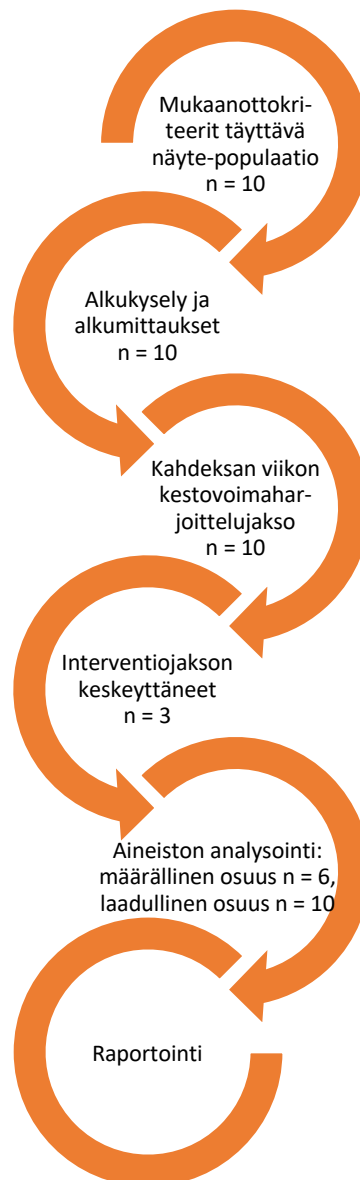 Mukaanottokri-
teerit täyttävä
näyte-populaatio
n = 10
Alkukysely ja
alkumittaukset
n = 10
Kahdeksan viikon
kestovoimahar-
joittelujakso
n = 10
Interventiojakson
keskeyttäneet
n = 3
Aineiston analysointi:
määrällinen osuus n = 6,
laadullinen osuus n = 10
Raportointi